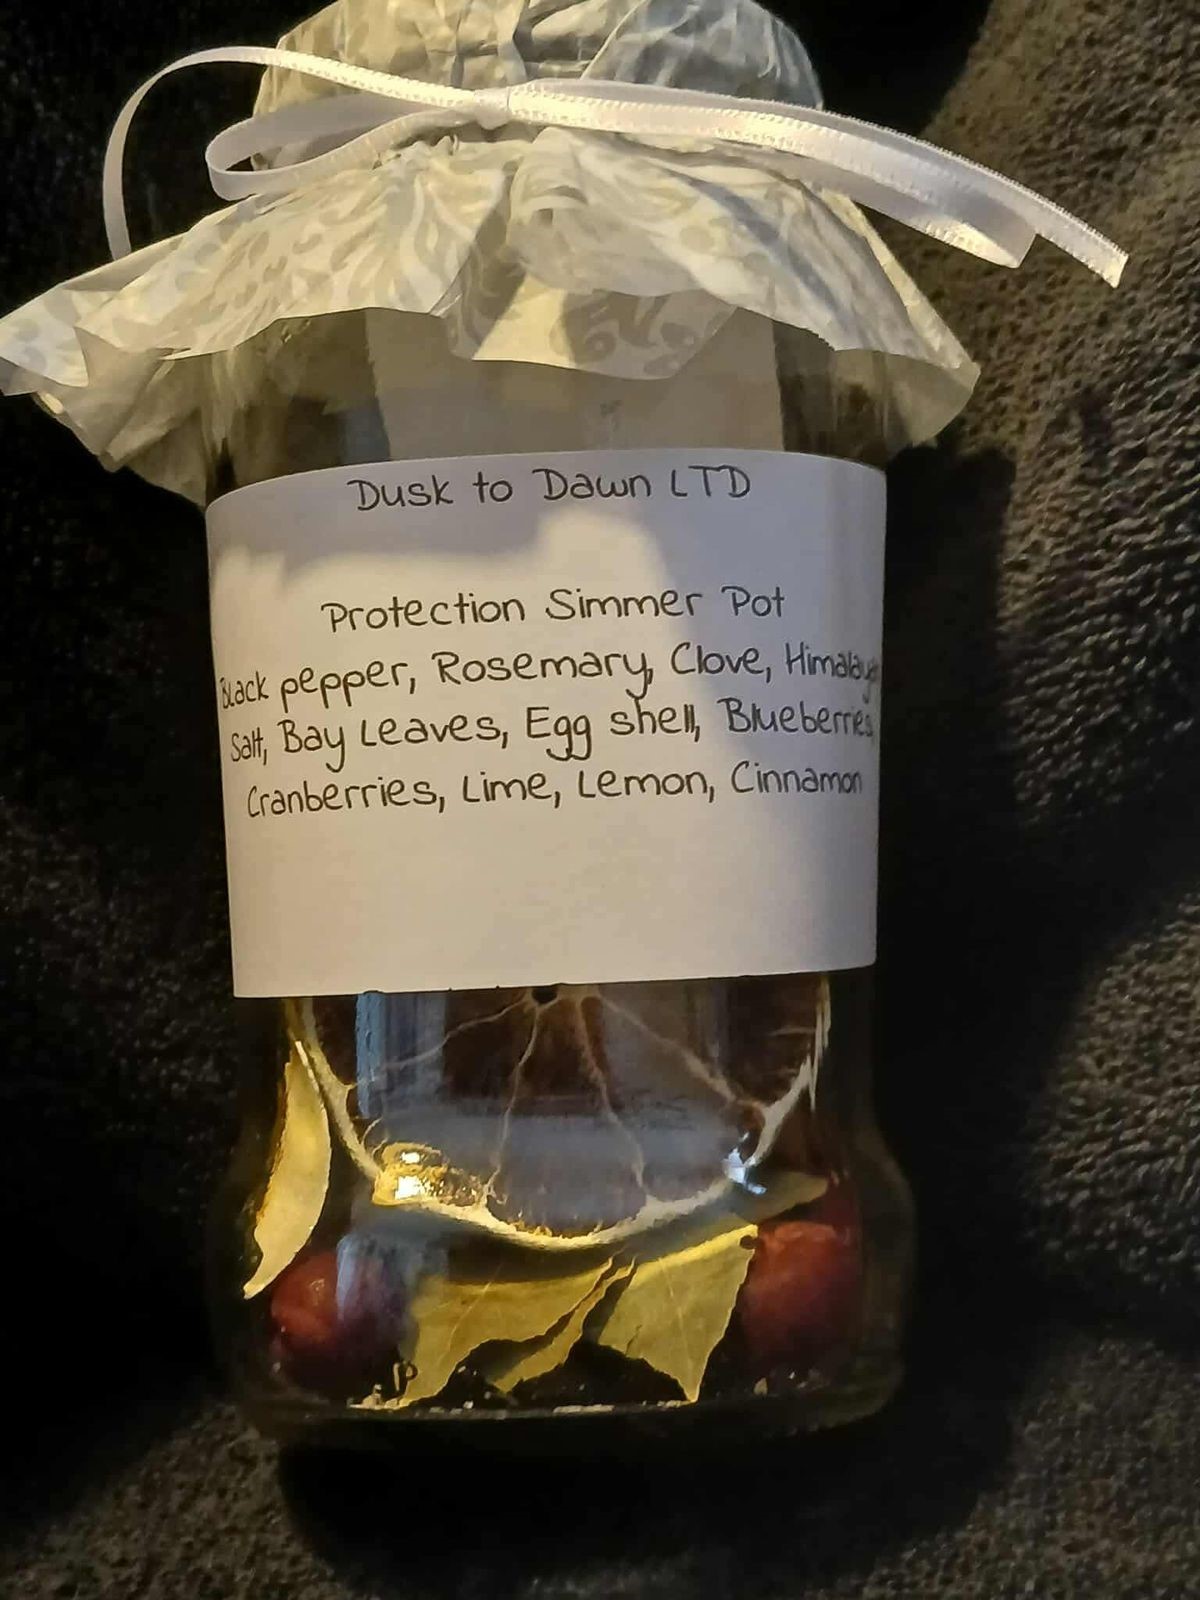 Dusk to Dawn LTD
Protection Simmer Pot
Black pepper, Rosemary, Clove,
Salt, Bay Leaves, Egg shell, Blueberries,
Cranberries, Lime, Lemon, Cinnamon